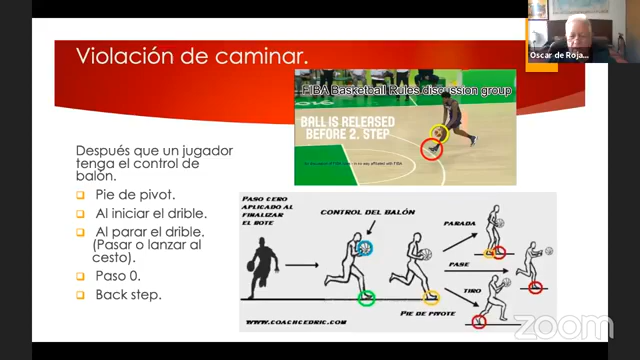 Violación de caminar.
Oscar de Roja...
FIBA Basketball Rules discussion group
BALL IS RELEASED
BEFORE 2. STEP
Después que un jugador
tenga el control de
balón.
Pie de pivot.
Al iniciar el drible.
Al parar el drible.
(Pasar o lanzar al
cesto).
Paso 0.
Back step.
PASO CERO
APLICADO AL
FINALIZAR
EL BOTE
CONTROL DEL BALÓN
PARADA
PASE
TIRO
PIE DE PIVOTE
WWW.COACHCEDRIC.COM
zoom